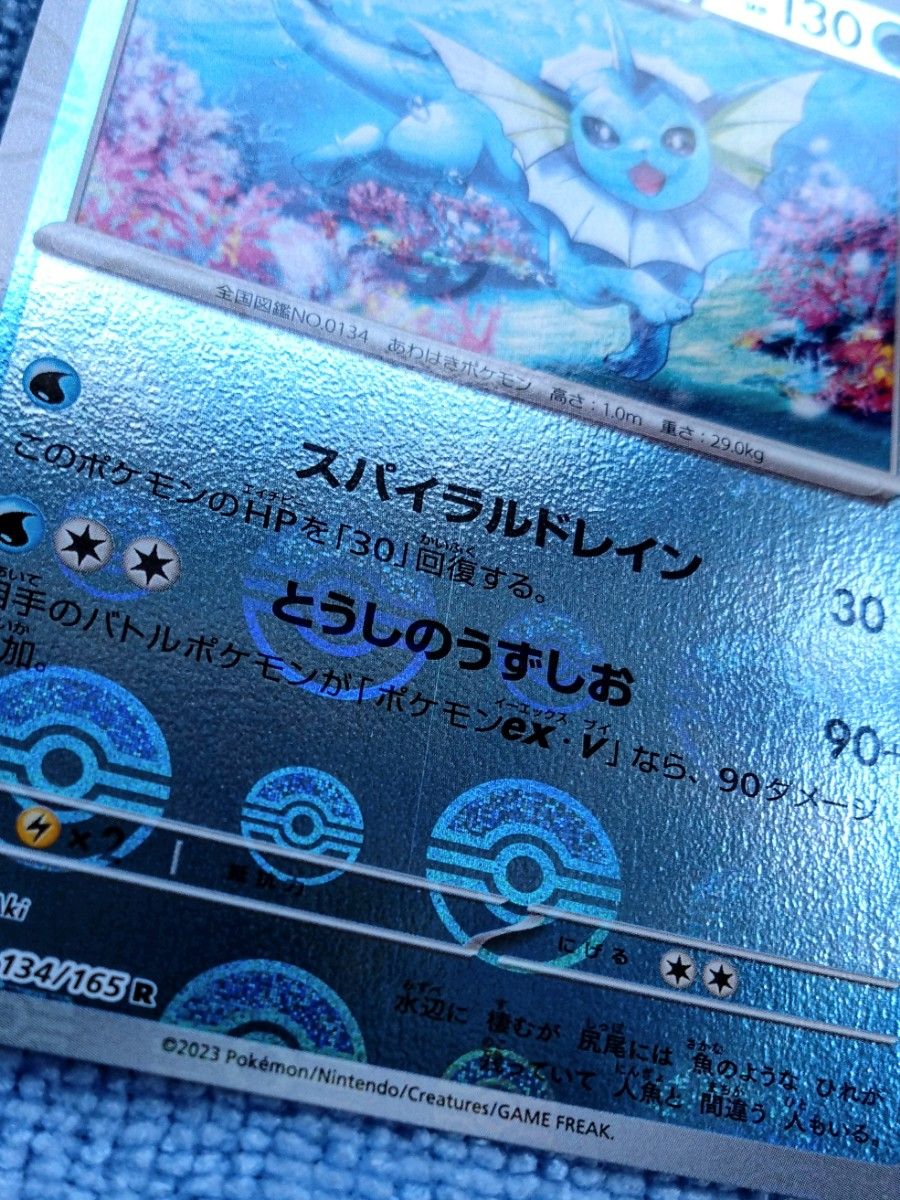 130
全国図鑑NO.0134 あわはきポケモン 高さ:1.0m 重さ:29.0kg
スパイラルドレイン 30
このポケモンのHPを「30」回復する。
とうしのうずしお 90+
相手のバトルポケモンが「ポケモンex・V」なら、90ダメージ
加。
×2 抵抗力
にげる
134/165 R
水辺に 棲むが 尻尾には 魚のような ひれが
残っていて 人魚と 間違う 人もいる。
©2023 Pokémon/Nintendo/Creatures/GAME FREAK.